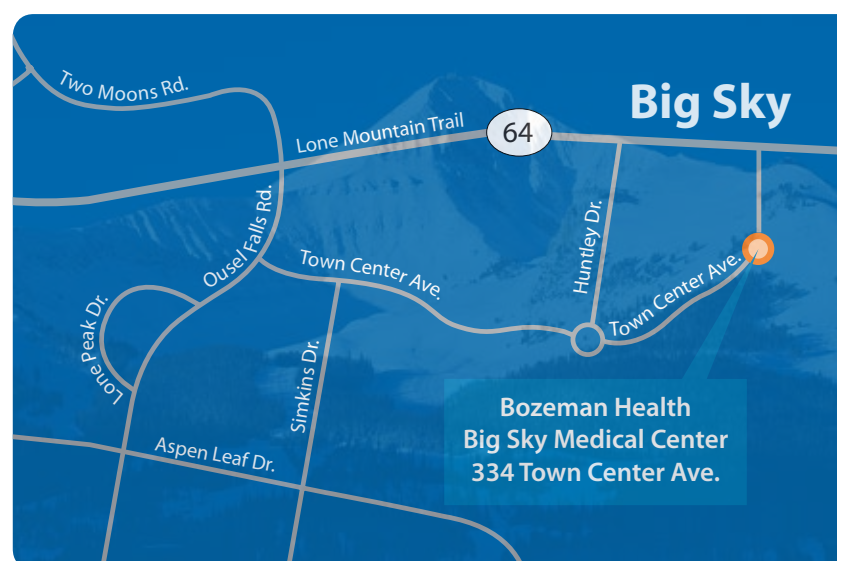 Two Moons Rd.
Big Sky
Lone Mountain Trail
64
Ousel Falls Rd.
Town Center Ave.
Huntley Dr.
Town Center Ave.
Lone Peak Dr.
Simkins Dr.
Aspen Leaf Dr.
Bozeman Health
Big Sky Medical Center
334 Town Center Ave.